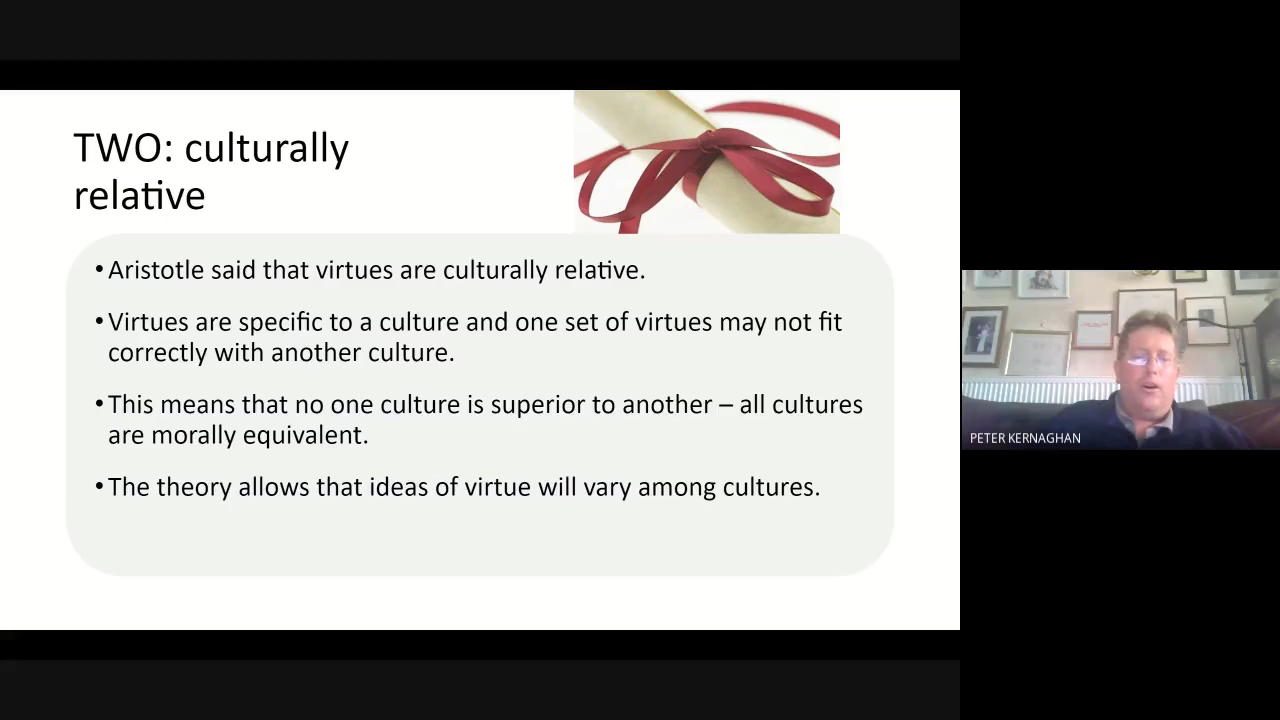 TWO: culturally
relative
•Aristotle said that virtues are culturally relative.
•Virtues are specific to a culture and one set of virtues may not fit
correctly with another culture.
•This means that no one culture is superior to another – all cultures
are morally equivalent.
•The theory allows that ideas of virtue will vary among cultures.
PETER KERNAGHAN